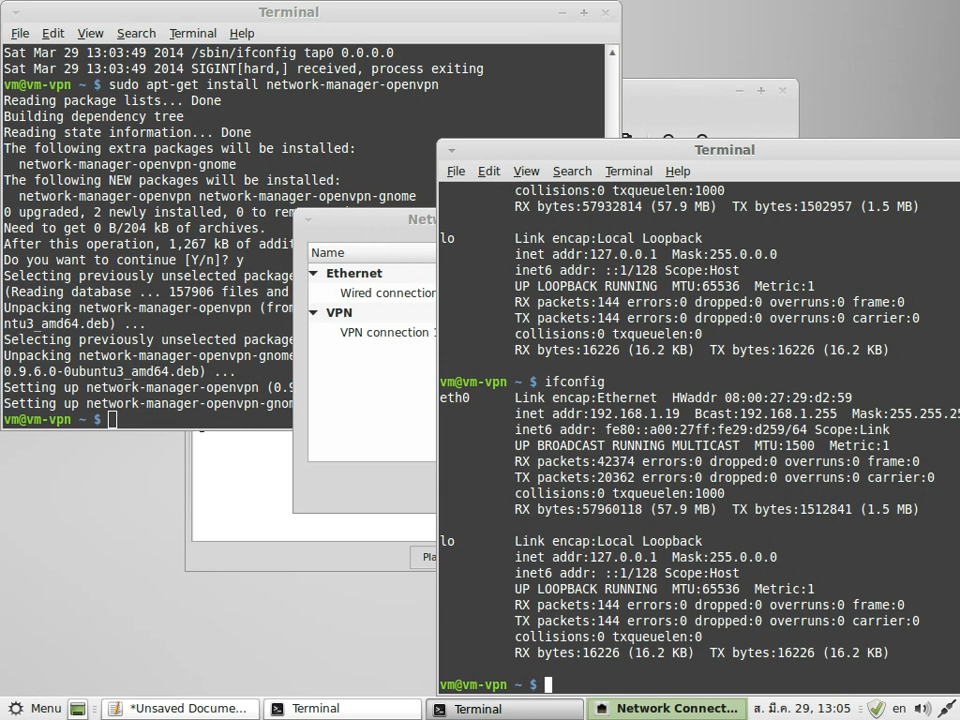 Terminal
File Edit View Search Terminal Help
Sat Mar 29 13:03:49 2014 /sbin/ifconfig tap0 0.0.0.0
Sat Mar 29 13:03:49 2014 SIGINT[hard,] received, process exiting
vm@vm-vpn ~ $ sudo apt-get install network-manager-openvpn
Reading package lists... Done
Building dependency tree
Reading state information... Done
The following extra packages will be installed:
network-manager-openvpn-gnome
The following NEW packages will be installed:
network-manager-openvpn network-manager-openvpn-gnome
0 upgraded, 2 newly installed, 0 to
Need to get 0 B/204 kB of archives.
After this operation, 1,267 kB of
Do you want to continue [Y/n]? y
Selecting previously unselected package
(Reading database ... 157906 files and
Unpacking network-manager-openvpn (from
ntu3_amd64.deb) ...
Selecting previously unselected package
Unpacking network-manager-openvpn-gnome
0.9.6.0-0ubuntu3_amd64.deb) ...
Setting up network-manager-openvpn (0.9
Setting up network-manager-openvpn-gnom
vm@vm-vpn ~ $
Netw
Name
Ethernet
Wired connection
VPN
VPN connection
Pla
Terminal
File Edit View Search Terminal Help
collisions:0 txqueuelen:1000
RX bytes:57932814 (57.9 MB) TX bytes:1502957 (1.5 MB)
lo Link encap:Local Loopback
inet addr:127.0.0.1 Mask:255.0.0.0
inet6 addr: ::1/128 Scope:Host
UP LOOPBACK RUNNING MTU:65536 Metric:1
RX packets:144 errors:0 dropped:0 overruns:0 frame:0
TX packets:144 errors:0 dropped:0 overruns:0 carrier:0
collisions:0 txqueuelen:0
RX bytes:16226 (16.2 KB) TX bytes:16226 (16.2 KB)
vm@vm-vpn ~ $ ifconfig
eth0 Link encap:Ethernet HWaddr 08:00:27:29:d2:59
inet addr:192.168.1.19 Bcast:192.168.1.255 Mask:255.255.25
inet6 addr: fe80::a00:27ff:fe29:d259/64 Scope:Link
UP BROADCAST RUNNING MULTICAST MTU:1500 Metric:1
RX packets:42374 errors:0 dropped:0 overruns:0 frame:0
TX packets:20362 errors:0 dropped:0 overruns:0 carrier:0
collisions:0 txqueuelen:1000
RX bytes:57960118 (57.9 MB) TX bytes:1512841 (1.5 MB)
lo Link encap:Local Loopback
inet addr:127.0.0.1 Mask:255.0.0.0
inet6 addr: ::1/128 Scope:Host
UP LOOPBACK RUNNING MTU:65536 Metric:1
RX packets:144 errors:0 dropped:0 overruns:0 frame:0
TX packets:144 errors:0 dropped:0 overruns:0 carrier:0
collisions:0 txqueuelen:0
RX bytes:16226 (16.2 KB) TX bytes:16226 (16.2 KB)
vm@vm-vpn ~ $
Menu *Unsaved Docume... Terminal Terminal Network Connect... en ส. มี.ค. 29, 13:05